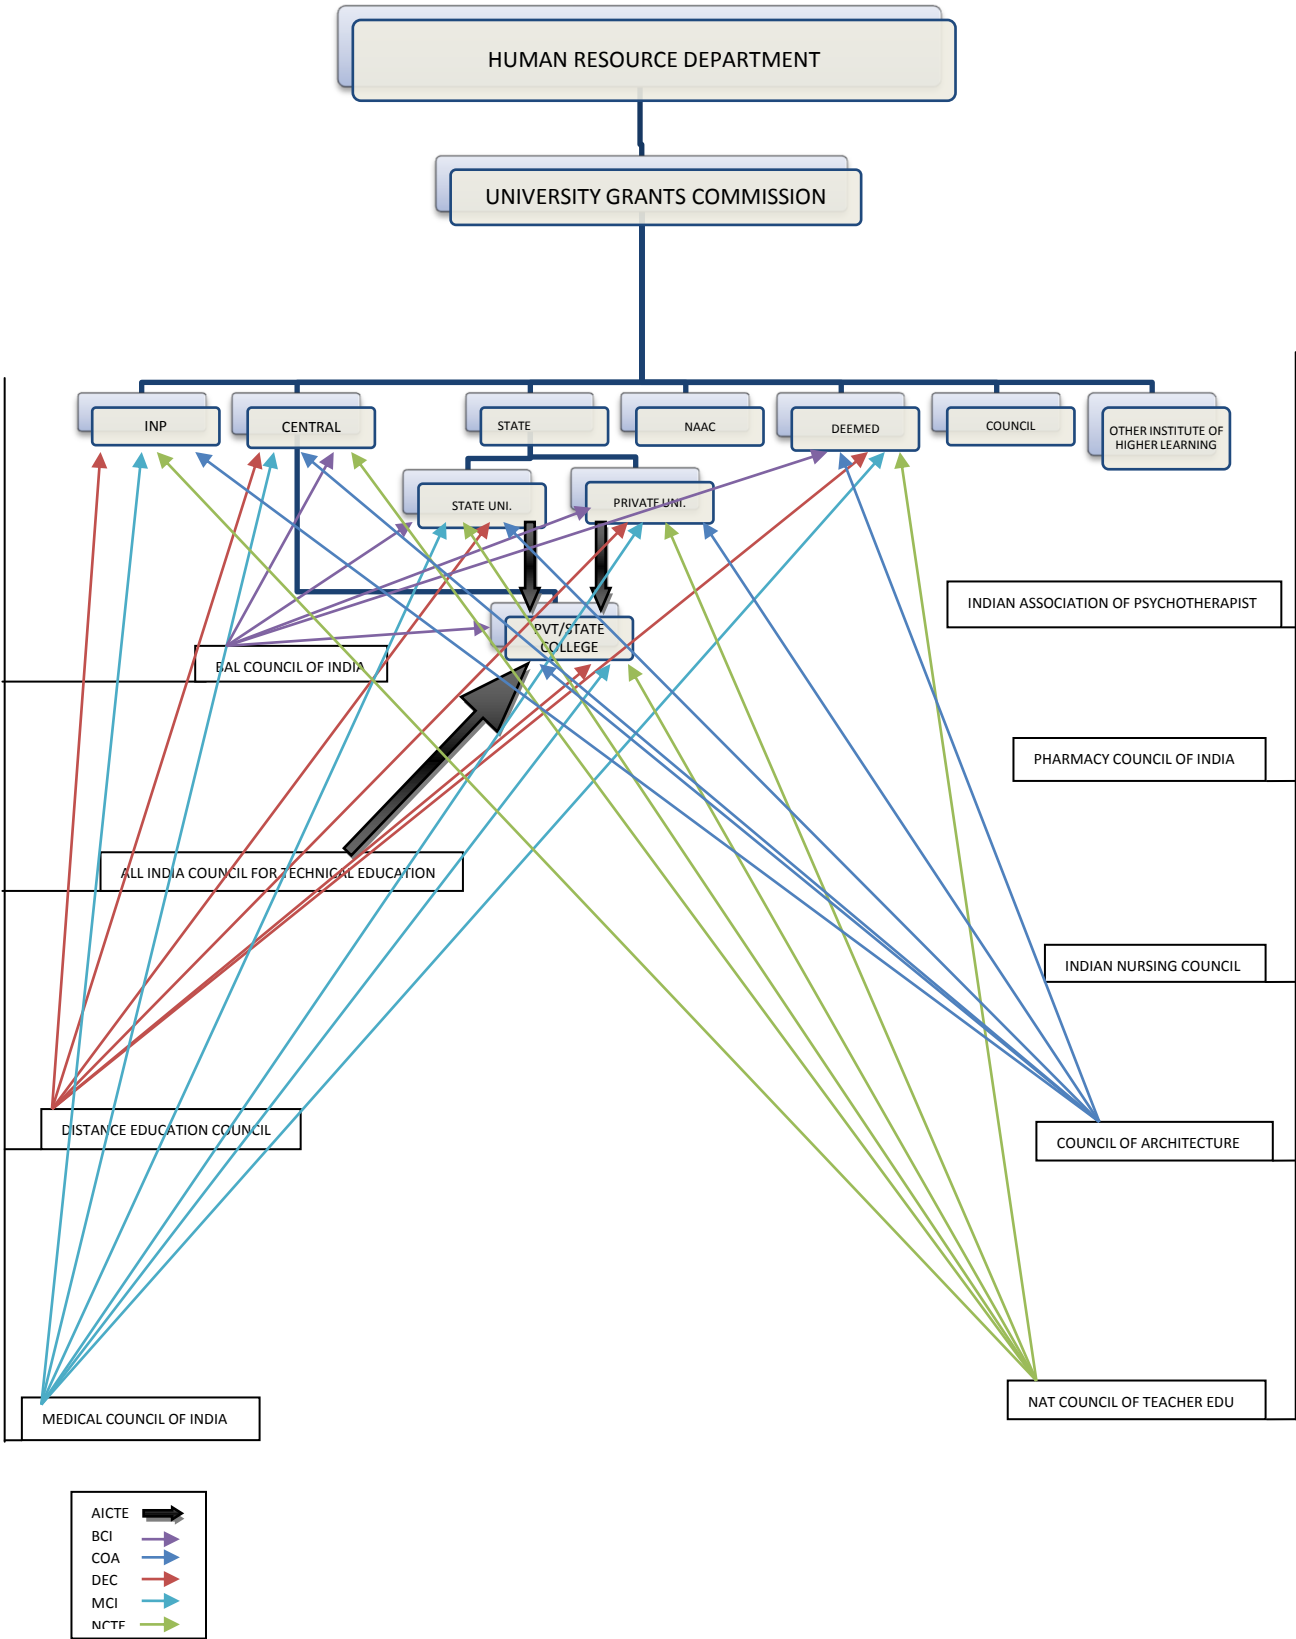 HUMAN RESOURCE DEPARTMENT
UNIVERSITY GRANTS COMMISSION
INP
CENTRAL
STATE
NAAC
DEEMED
COUNCIL
OTHER INSTITUTE OF
HIGHER LEARNING
STATE UNI.
PRIVATE UNI.
PVT/STATE
COLLEGE
INDIAN ASSOCIATION OF PSYCHOTHERAPIST
BAL COUNCIL OF INDIA
PHARMACY COUNCIL OF INDIA
ALL INDIA COUNCIL FOR TECHNICAL EDUCATION
INDIAN NURSING COUNCIL
DISTANCE EDUCATION COUNCIL
COUNCIL OF ARCHITECTURE
MEDICAL COUNCIL OF INDIA
NAT COUNCIL OF TEACHER EDU
AICTE
BCI
COA
DEC
MCI
NCTE